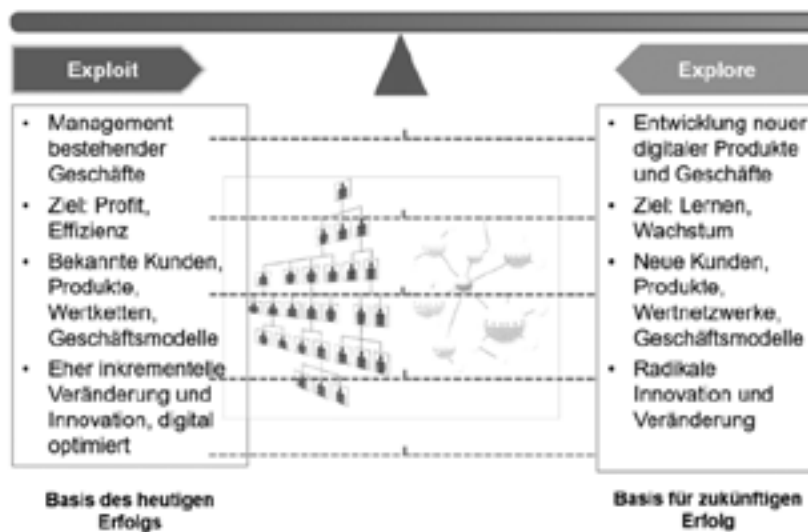 Exploit
• Management
bestehender
Geschäfte
• Ziel: Profit,
Effizienz
• Bekannte Kunden,
Produkte,
Wertketten,
Geschäftsmodelle
• Eher inkrementelle
Veränderung und
Innovation, digital
optimiert
Basis des heutigen
Erfolgs
Explore
• Entwicklung neuer
digitaler Produkte
und Geschäfte
• Ziel: Lernen,
Wachstum
• Neue Kunden,
Produkte,
Wertnetzwerke,
Geschäftsmodelle
• Radikale
Innovation und
Veränderung
Basis für zukünftigen
Erfolg